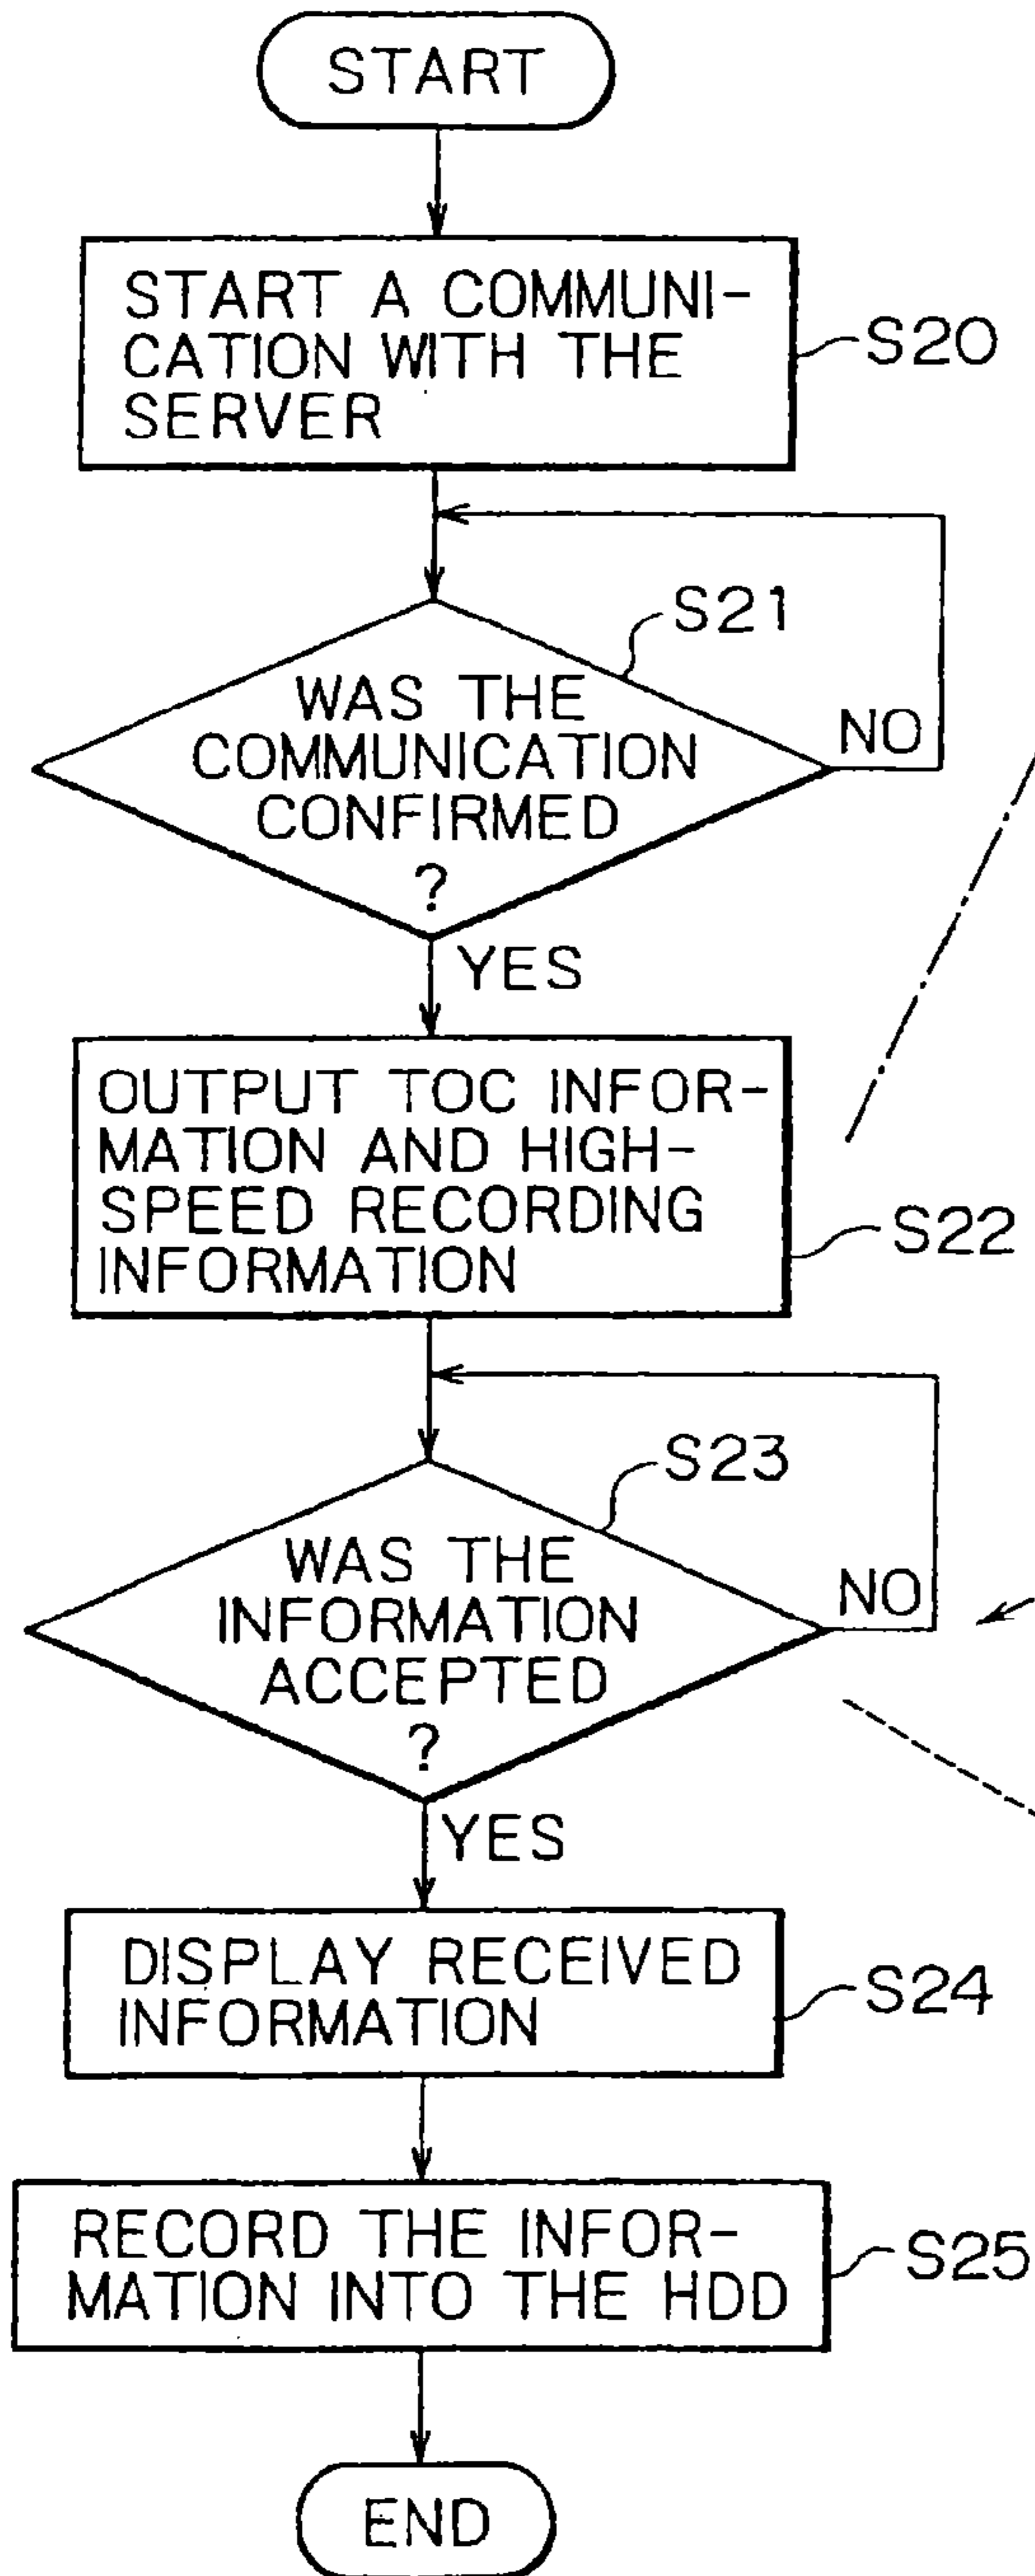 START
START A COMMUNI-
CATION WITH THE
SERVER
S20
S21
WAS THE
COMMUNICATION
CONFIRMED
?
NO
YES
OUTPUT TOC INFOR-
MATION AND HIGH-
SPEED RECORDING
INFORMATION
S22
S23
WAS THE
INFORMATION
ACCEPTED
?
NO
YES
DISPLAY RECEIVED
INFORMATION
S24
RECORD THE INFOR-
MATION INTO THE HDD
S25
END